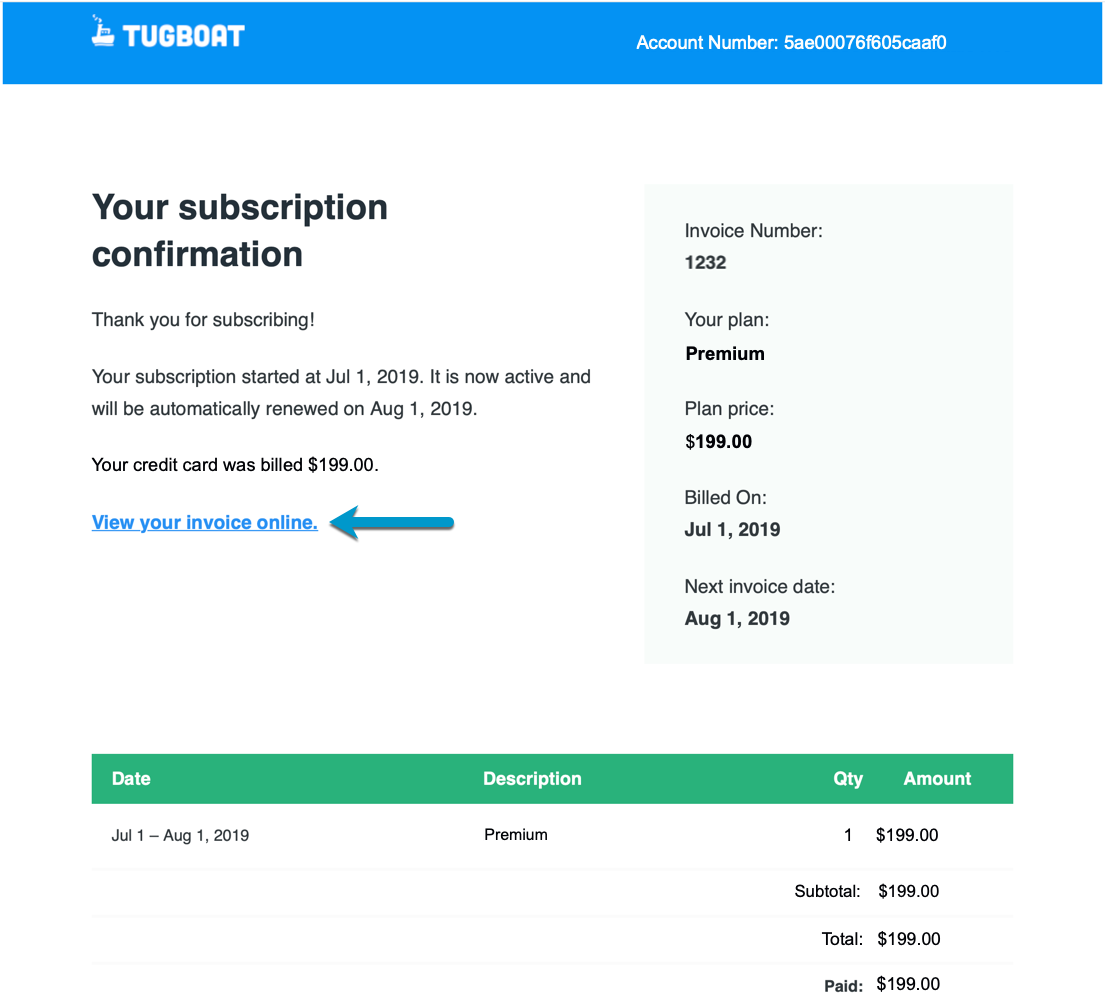 TUGBOAT
Account Number: 5ae00076f605caaf0
Your subscription
confirmation
Thank you for subscribing!
Your subscription started at Jul 1, 2019. It is now active and
will be automatically renewed on Aug 1, 2019.
Your credit card was billed $199.00.
View your invoice online.
Invoice Number:
1232
Your plan:
Premium
Plan price:
$199.00
Billed On:
Jul 1, 2019
Next invoice date:
Aug 1, 2019
Date Description Qty Amount
Jul 1 – Aug 1, 2019 Premium 1 $199.00
Subtotal: $199.00
Total: $199.00
Paid: $199.00